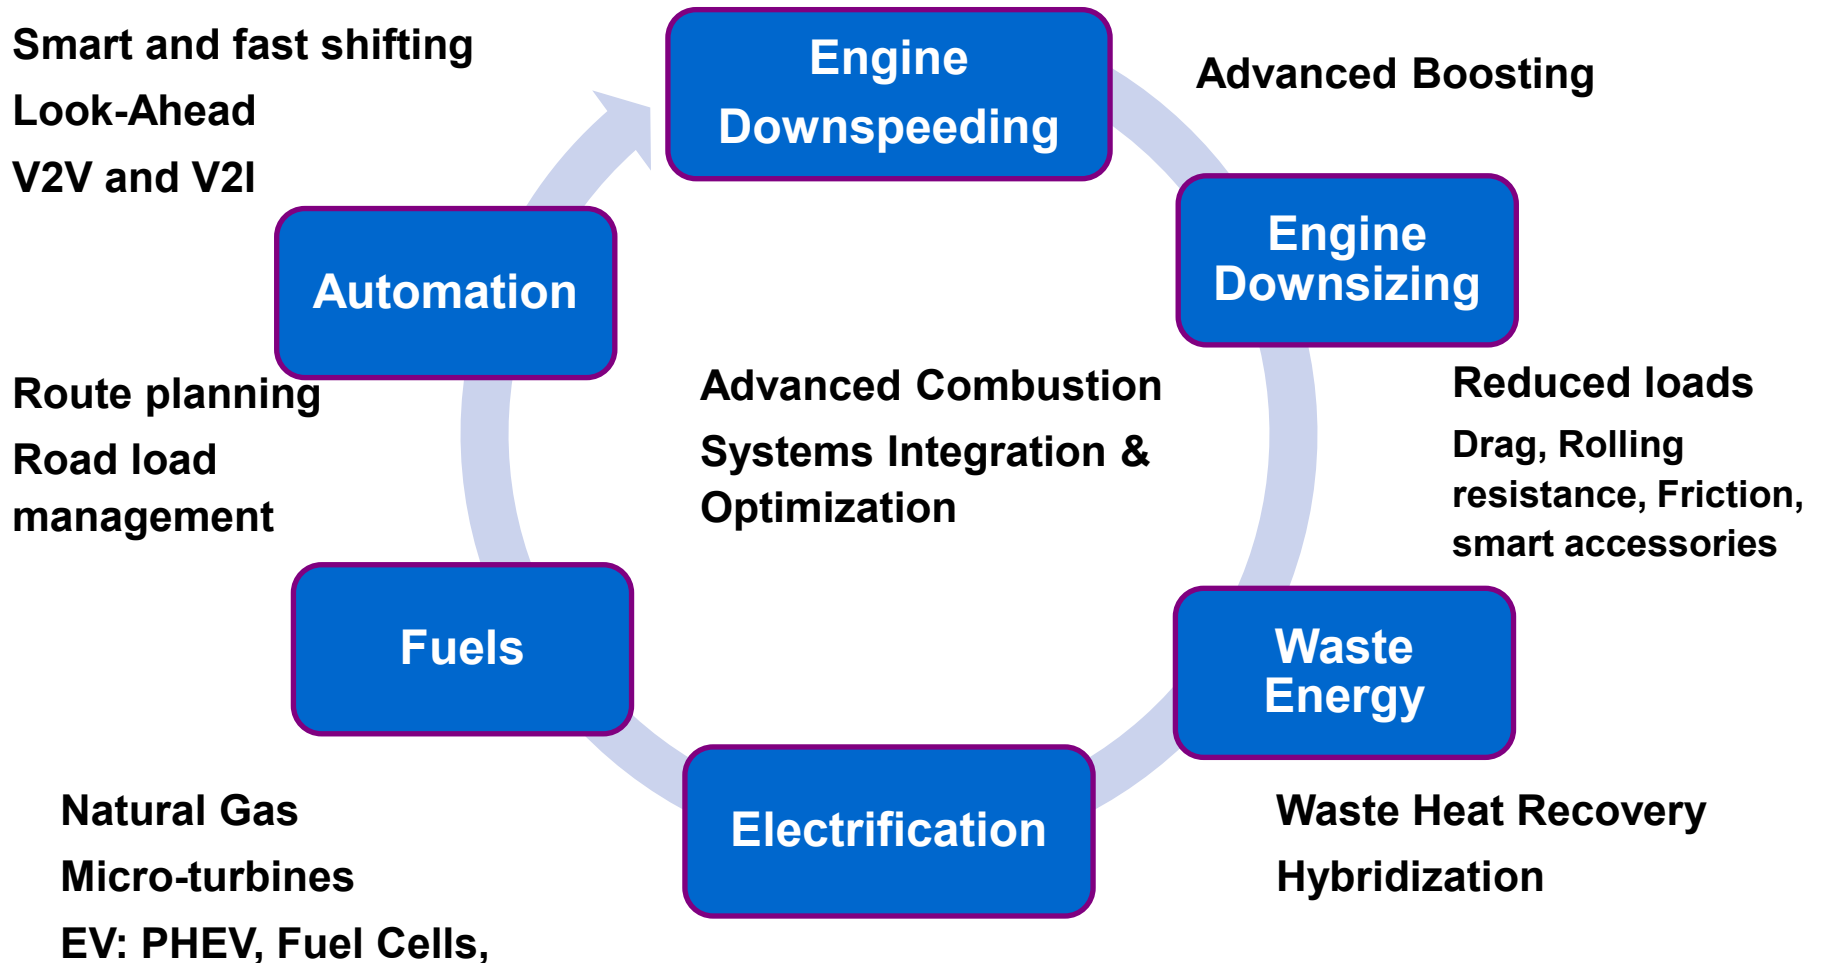 Smart and fast shifting
Look-Ahead
V2V and V2I
Engine
Downspeeding
Advanced Boosting
Engine
Downsizing
Automation
Route planning
Road load
management
Advanced Combustion
Systems Integration &
Optimization
Reduced loads
Drag, Rolling
resistance, Friction,
smart accessories
Fuels
Waste
Energy
Electrification
Natural Gas
Micro-turbines
EV: PHEV, Fuel Cells,
Waste Heat Recovery
Hybridization